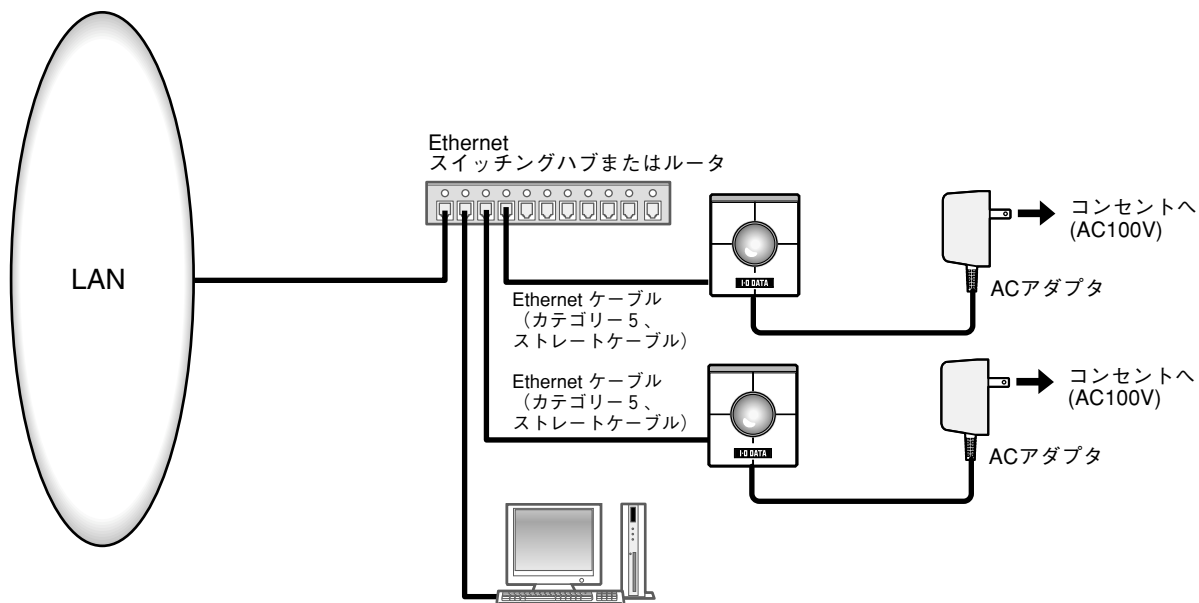 Ethernet
スイッチングハブまたはルータ
LAN
I-O DATA
コンセントへ
(AC100V)
ACアダプタ
Ethernet ケーブル
（カテゴリー５、
ストレートケーブル）
Ethernet ケーブル
（カテゴリー５、
ストレートケーブル）
I-O DATA
コンセントへ
(AC100V)
ACアダプタ